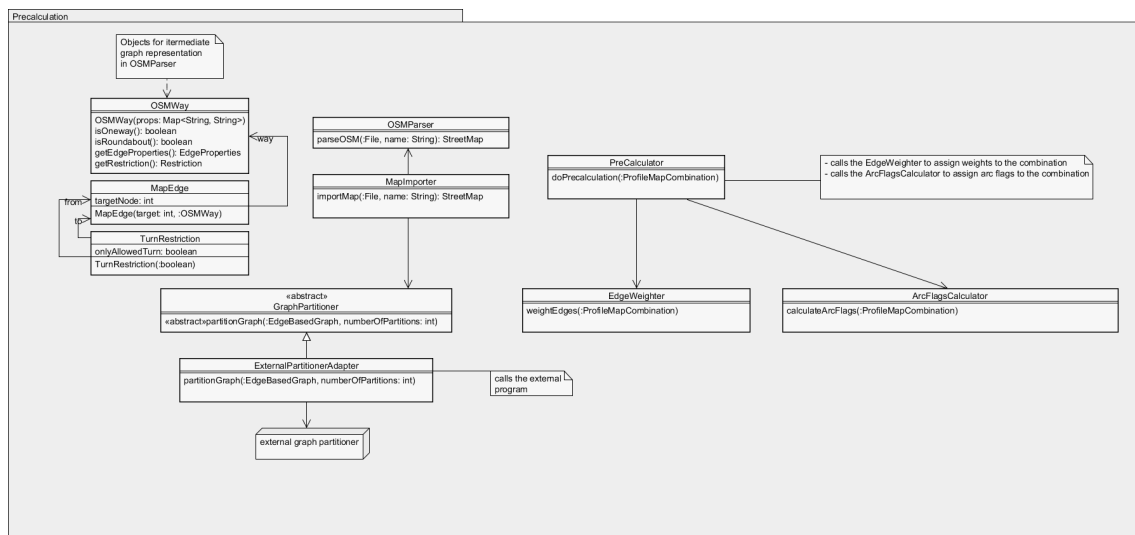 Precalculation
Objects for itermediate
graph representation
in OSMParser
OSMWay
OSMWay(props: Map<String, String>)
isOneway(): boolean
isRoundabout(): boolean
getEdgeProperties(): EdgeProperties
getRestriction(): Restriction
way
MapEdge
targetNode: int
MapEdge(target: int, :OSMWay)
from
to
TurnRestriction
onlyAllowedTurn: boolean
TurnRestriction(:boolean)
OSMParser
parseOSM(:File, name: String): StreetMap
MapImporter
importMap(:File, name: String): StreetMap
«abstract»
GraphPartitioner
«abstract»partitionGraph(:EdgeBasedGraph, numberOfPartitions: int)
ExternalPartitionerAdapter
partitionGraph(:EdgeBasedGraph, numberOfPartitions: int)
calls the external
program
external graph partitioner
PreCalculator
doPrecalculation(:ProfileMapCombination)
- calls the EdgeWeighter to assign weights to the combination
- calls the ArcFlagsCalculator to assign arc flags to the combination
EdgeWeighter
weightEdges(:ProfileMapCombination)
ArcFlagsCalculator
calculateArcFlags(:ProfileMapCombination)